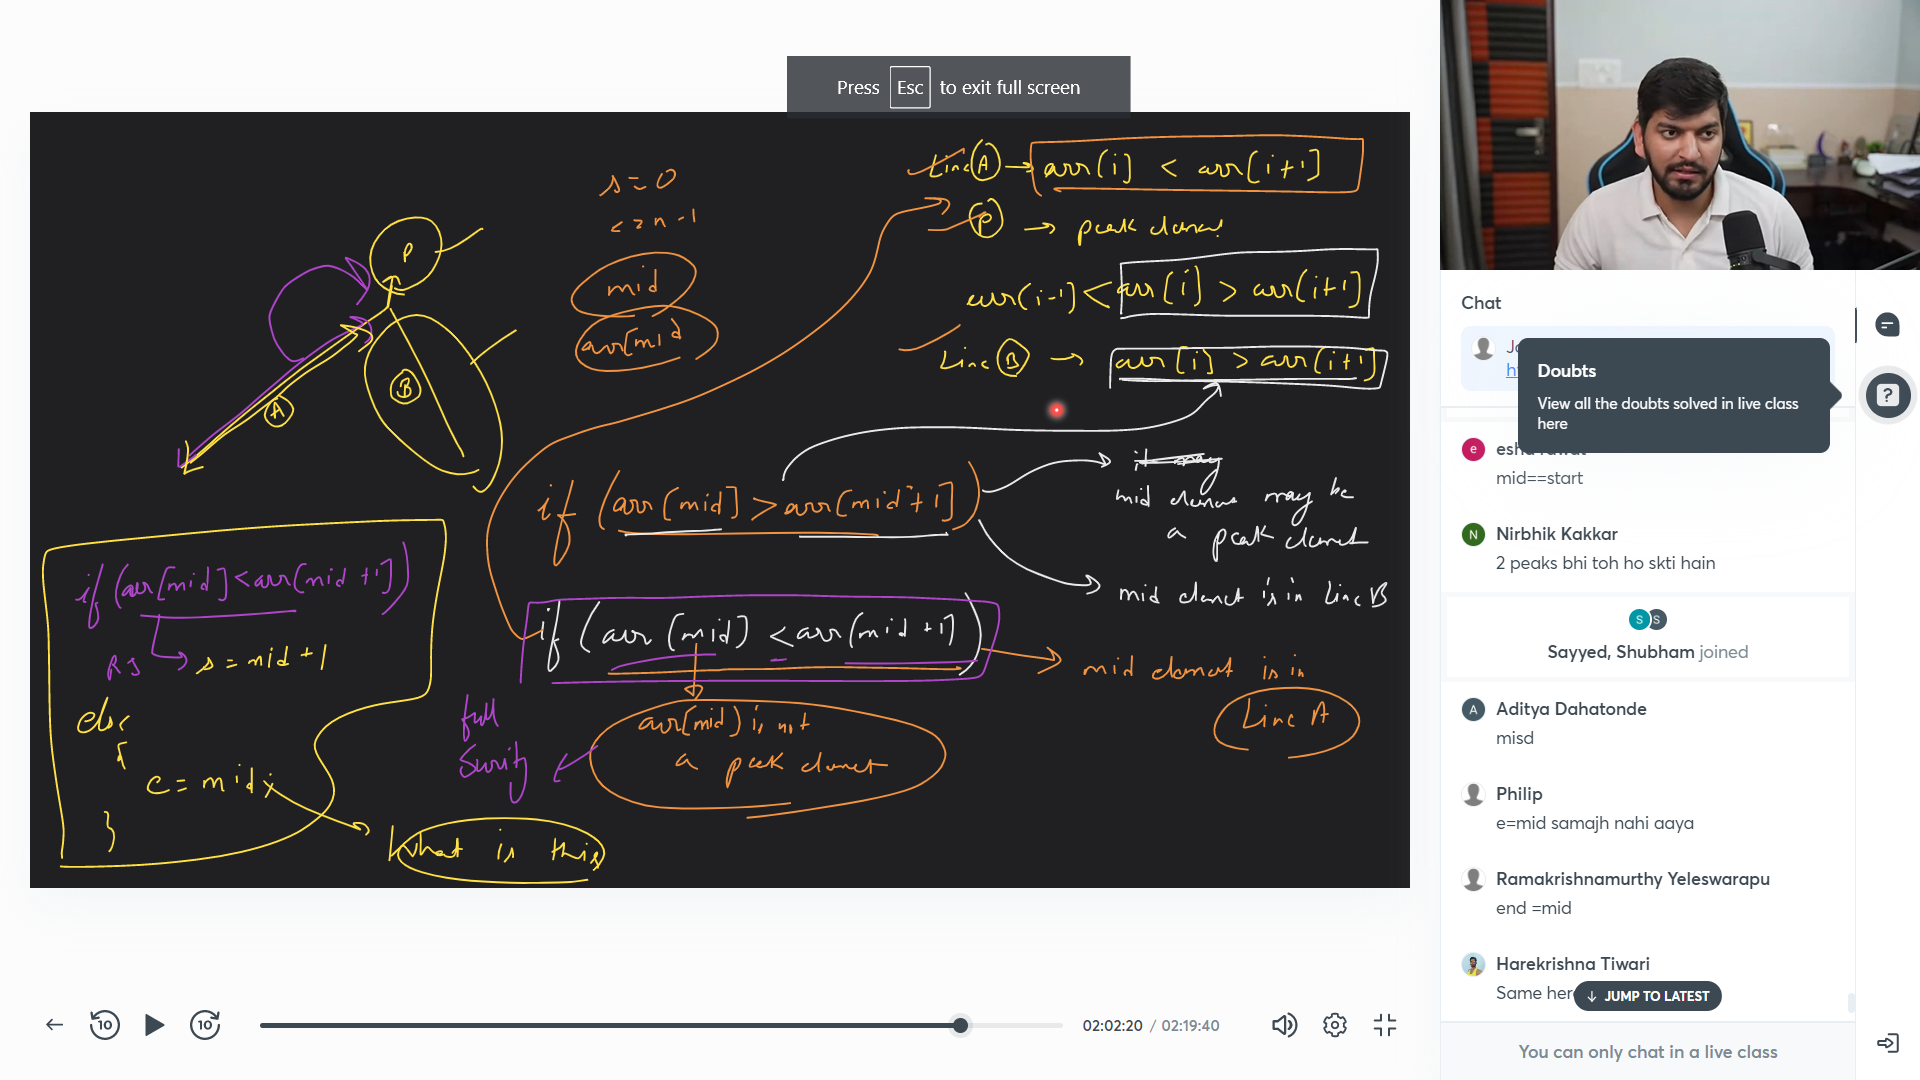 Press Esc to exit full screen
s = 0
e = n - 1
mid
arr[mid
Line A → arr[i] < arr[i+1]
P → peak element
arr[i-1] < arr[i] > arr[i+1]
Line B → arr[i] > arr[i+1]
P
A
B
if (arr[mid] > arr[mid+1])
it may
mid element may be
a peak element
mid element is in Line B
if (arr[mid] < arr[mid+1])
mid element is in
Line A
arr[mid] is not
a peak element
full
if (arr[mid] < arr[mid+1])
RS → s = mid + 1
else
{
e = mid;
}
What is this
02:02:20 / 02:19:40
10
10
Chat
Doubts
View all the doubts solved in live class
here
?
e
mid==start
N Nirbhik Kakkar
2 peaks bhi toh ho skti hain
S S
Sayyed, Shubham joined
A Aditya Dahatonde
misd
Philip
e=mid samajh nahi aaya
Ramakrishnamurthy Yeleswarapu
end =mid
Harekrishna Tiwari
Same her
JUMP TO LATEST
You can only chat in a live class